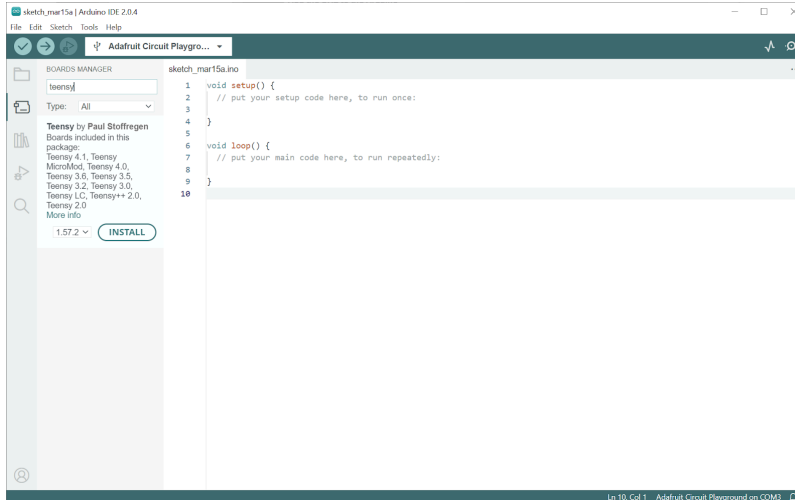 sketch_mar15a | Arduino IDE 2.0.4
File Edit Sketch Tools Help
Adafruit Circuit Playgro...
BOARDS MANAGER
teensy
Type: All
Teensy by Paul Stoffregen
Boards included in this
package:
Teensy 4.1, Teensy
MicroMod, Teensy 4.0,
Teensy 3.6, Teensy 3.5,
Teensy 3.2, Teensy 3.0,
Teensy LC, Teensy++ 2.0,
Teensy 2.0
More info
1.57.2 INSTALL
sketch_mar15a.ino
1 void setup() {
2 // put your setup code here, to run once:
3
4 }
5
6 void loop() {
7 // put your main code here, to run repeatedly:
8
9 }
10
Ln 10, Col 1 Adafruit Circuit Playground on COM3